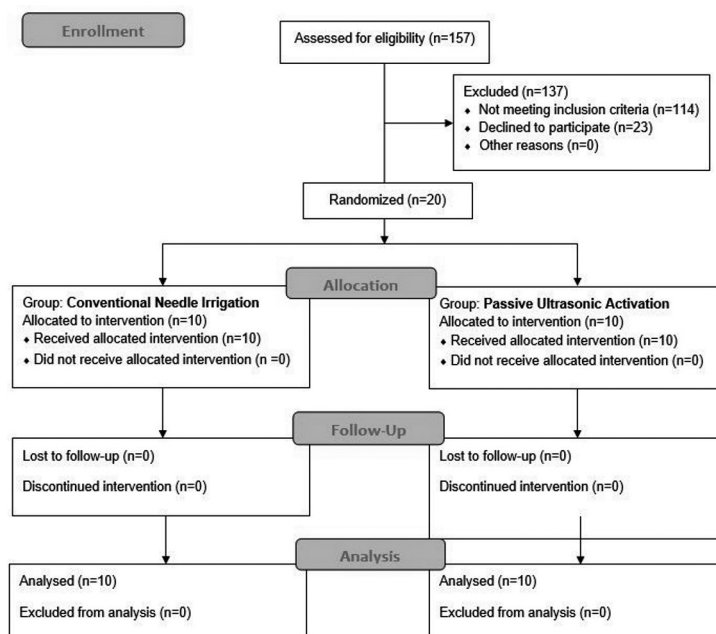 Enrollment
Assessed for eligibility (n=157)
Excluded (n=137)
♦ Not meeting inclusion criteria (n=114)
♦ Declined to participate (n=23)
♦ Other reasons (n=0)
Randomized (n=20)
Allocation
Group: Conventional Needle Irrigation
Allocated to intervention (n=10)
♦ Received allocated intervention (n=10)
♦ Did not receive allocated intervention (n =0)
Group: Passive Ultrasonic Activation
Allocated to intervention (n=10)
♦ Received allocated intervention (n=10)
♦ Did not receive allocated intervention (n=0)
Follow-Up
Lost to follow-up (n=0)
Discontinued intervention (n=0)
Lost to follow-up (n=0)
Discontinued intervention (n=0)
Analysis
Analysed (n=10)
Excluded from analysis (n=0)
Analysed (n=10)
Excluded from analysis (n=0)